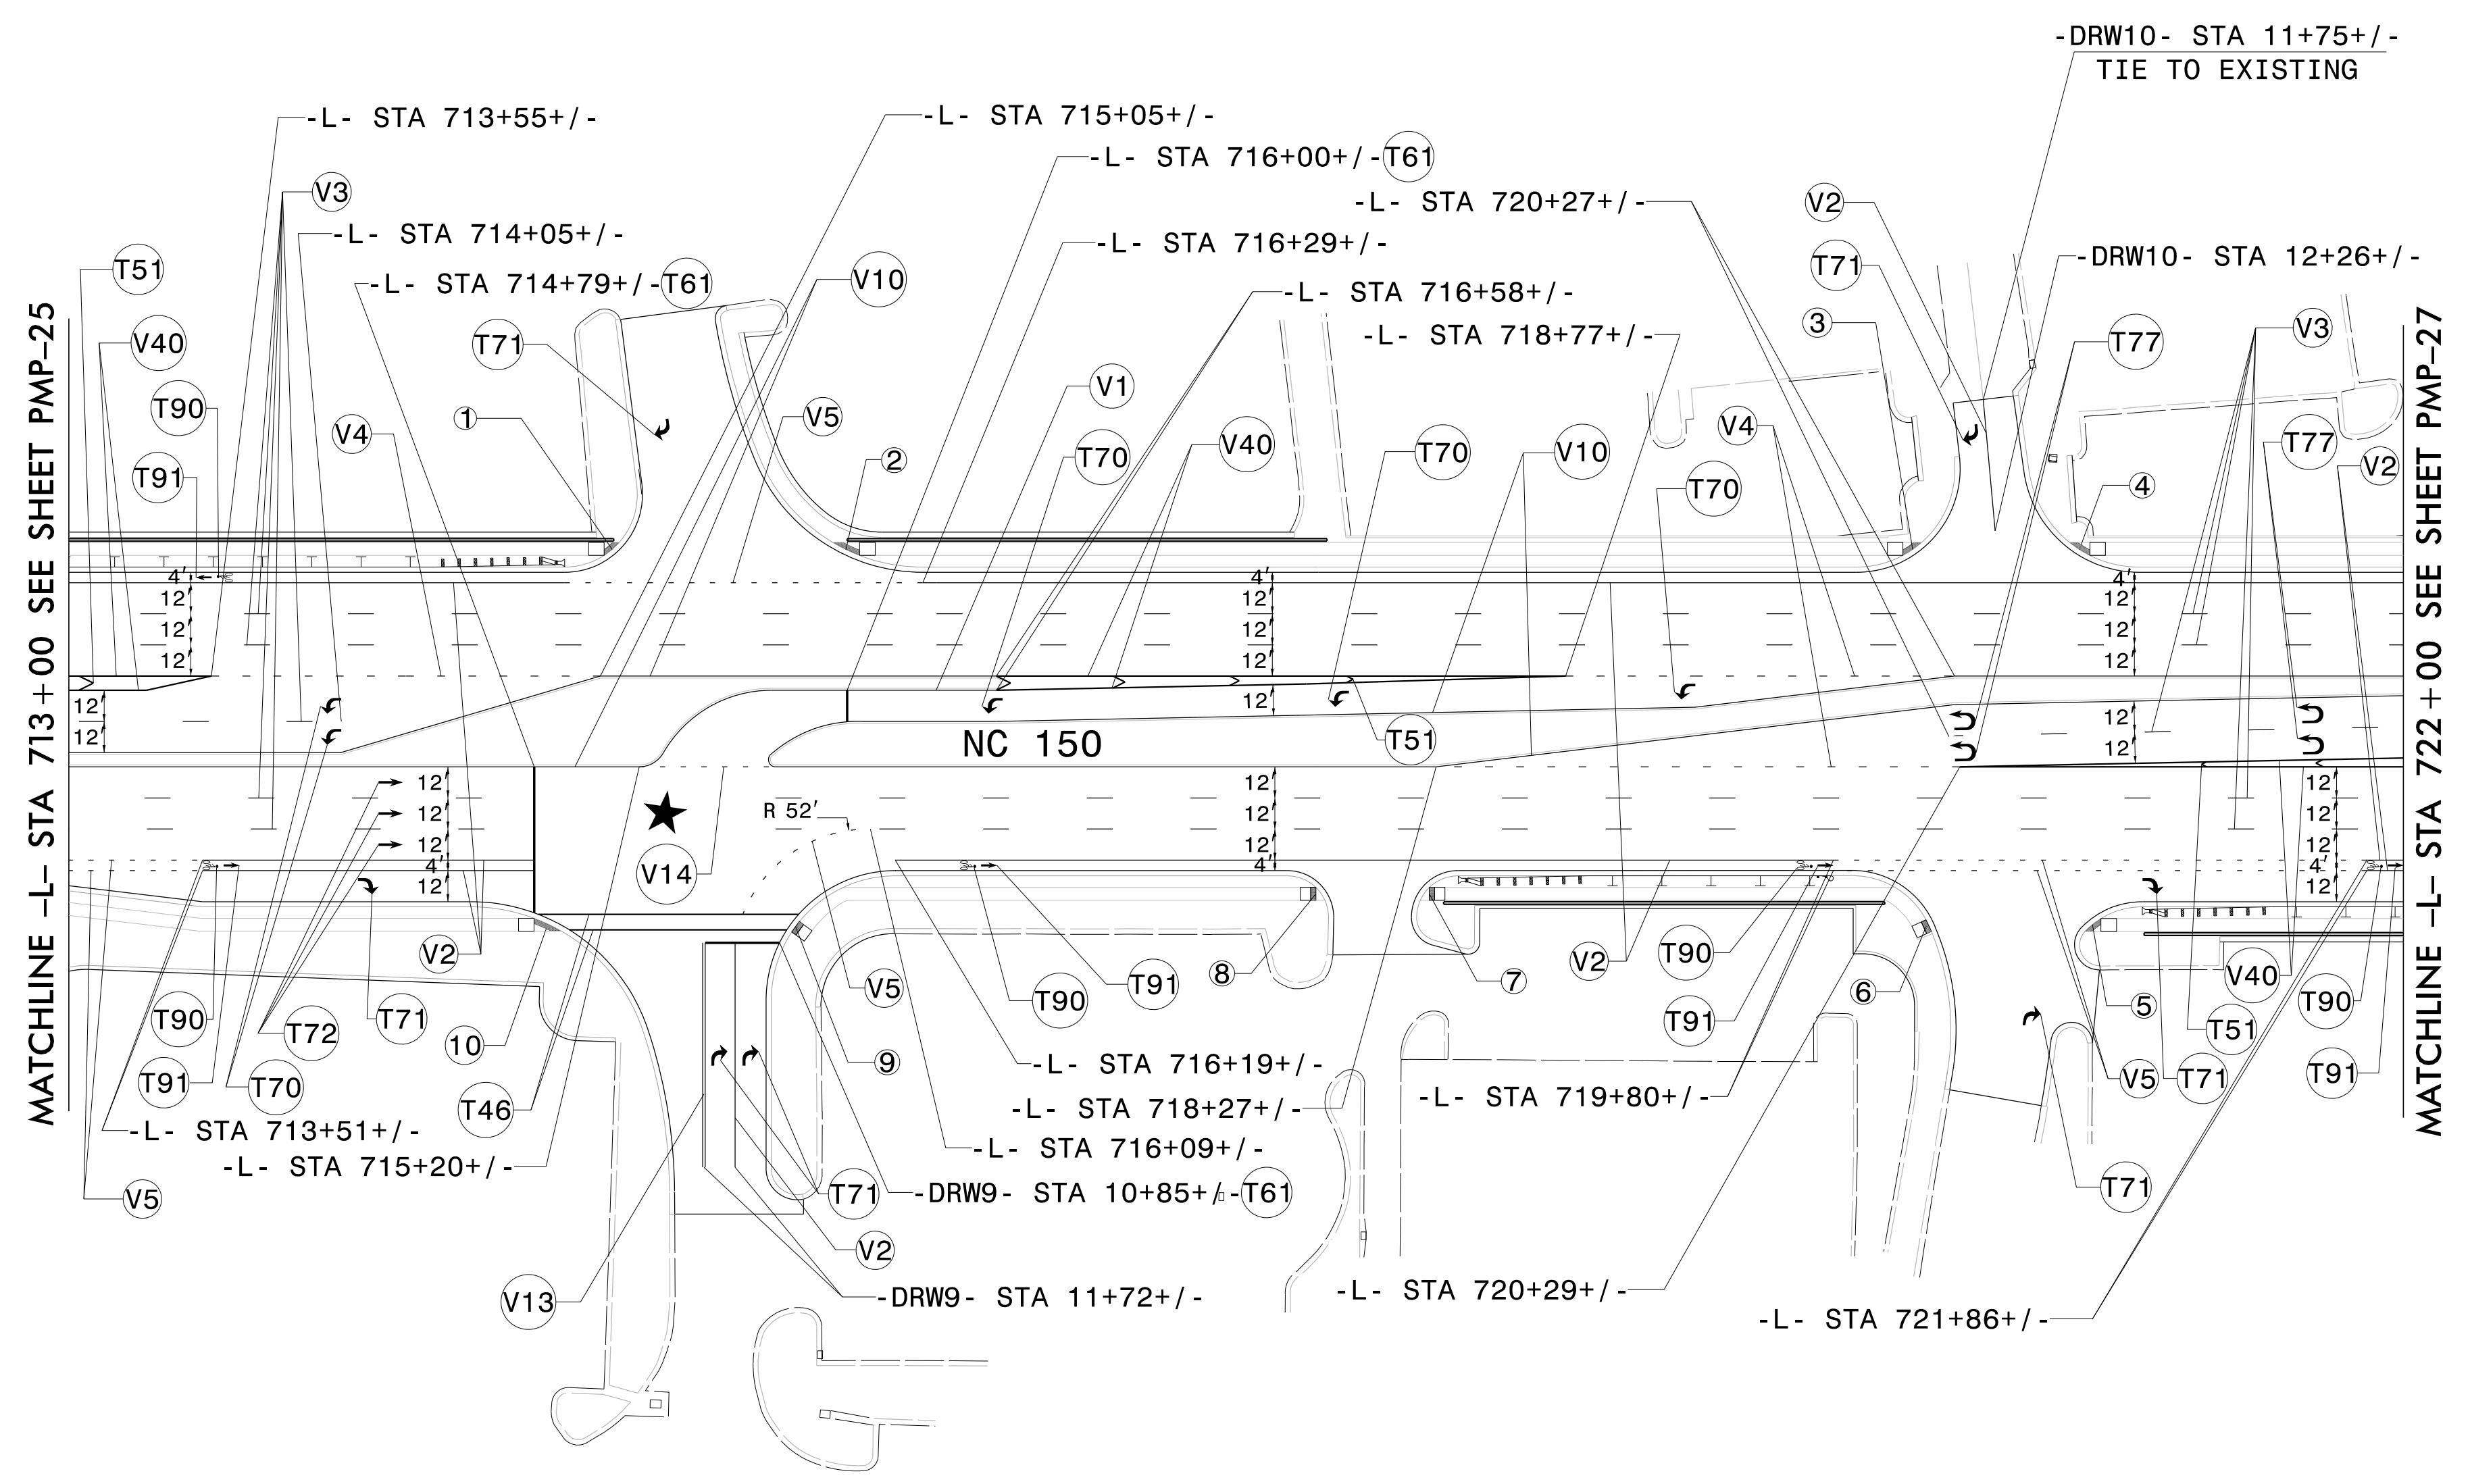 -DRW10- STA 11+75+/-
TIE TO EXISTING
-L- STA 713+55+/-
-L- STA 715+05+/-
-L- STA 716+00+/- T61
V3
-L- STA 720+27+/-
V2
-L- STA 714+05+/-
-L- STA 716+29+/-
T51
-L- STA 714+79+/- T61
V10
T71
-DRW10- STA 12+26+/-
-L- STA 716+58+/-
3
V3
V40
T71
-L- STA 718+77+/-
T77
T90
1
V5
V1
V4
V4
T91
2
T70
V40
T70
V10
T70
T77
V2
4
MATCHLINE -L- STA 713+00 SEE SHEET PMP-25
MATCHLINE -L- STA 722+00 SEE SHEET PMP-27
4'
12'
12'
12'
4'
12'
12'
12'
4'
12'
12'
12'
12'
12'
12'
12'
12'
NC 150
T51
12'
12'
12'
4'
12'
R 52'
V14
12'
12'
12'
4'
12'
12'
12'
4'
12'
V2
V5
T90
T91
8
7
V2
T90
6
V40
T90
T90
T72
T71
10
9
T91
5
T51
T91
T70
T46
-L- STA 716+19+/-
-L- STA 719+80+/-
V5
T71
T91
-L- STA 713+51+/-
-L- STA 718+27+/-
-L- STA 715+20+/-
-L- STA 716+09+/-
V5
T71
-DRW9- STA 10+85+/ -T61
T71
V2
V13
-DRW9- STA 11+72+/-
-L- STA 720+29+/-
-L- STA 721+86+/-